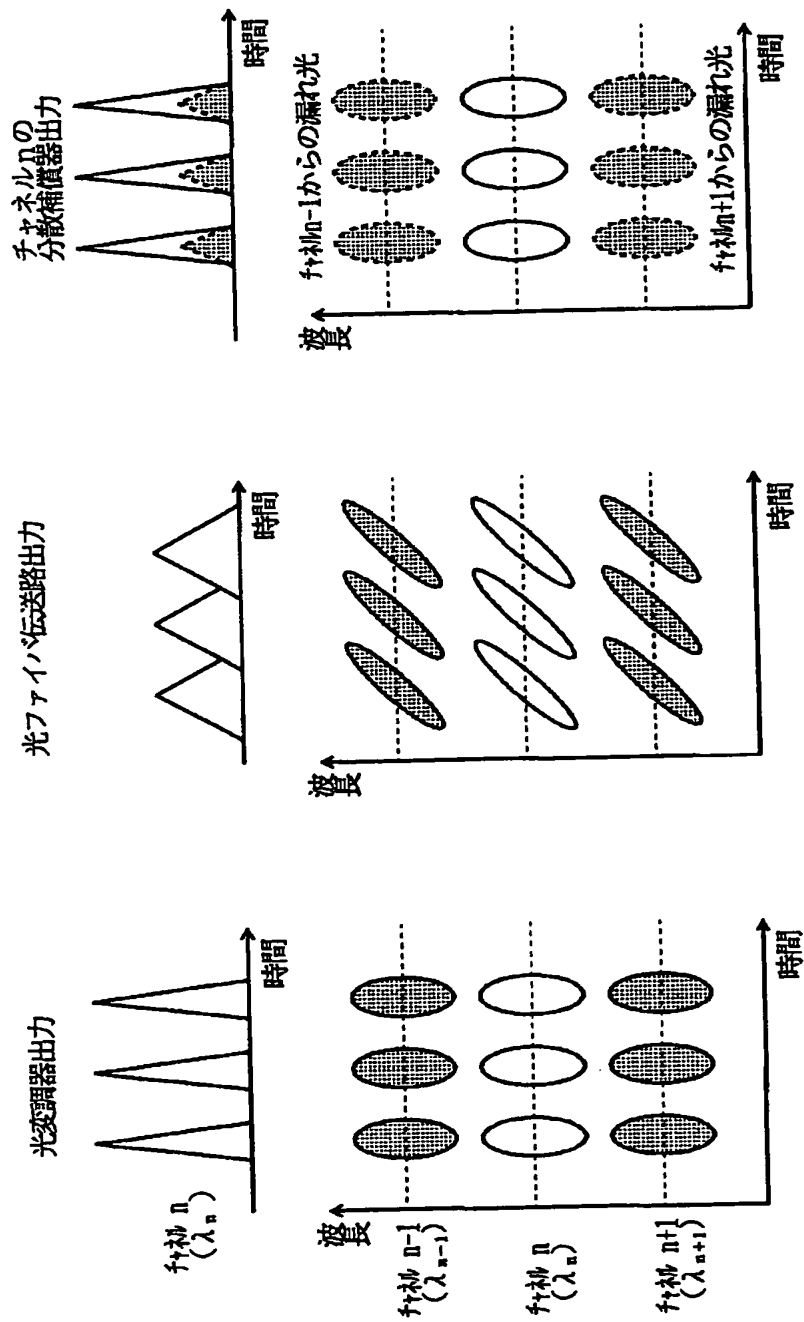 光変調器出力
チャネル n
(λn)
時間
波長
チャネル n-1
(λn-1)
チャネル n
(λn)
チャネル n+1
(λn+1)
時間
光ファイバ伝送路出力
時間
波長
時間
チャネルnの
分散補償器出力
時間
波長
チャネルn-1からの漏れ光
チャネルn+1からの漏れ光
時間